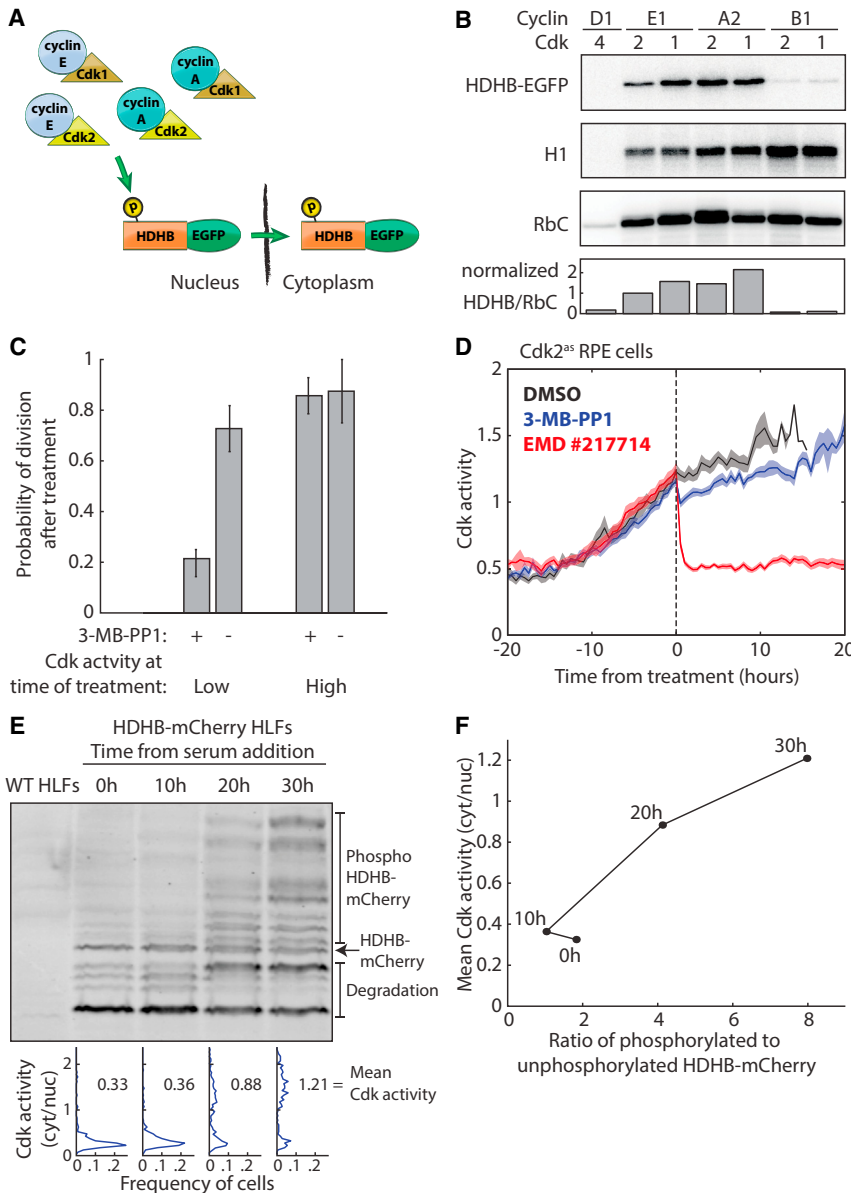 A
cyclin
E
Cdk1
cyclin
A
Cdk1
cyclin
E
Cdk2
cyclin
A
Cdk2
P
HDHB
EGFP
P
HDHB
EGFP
Nucleus
Cytoplasm
B
Cyclin D1 E1 A2 B1
Cdk 4 2 1 2 1 2 1
HDHB-EGFP
H1
RbC
normalized
HDHB/RbC
2
1
0
C
Probability of division
after treatment
1
0.8
0.6
0.4
0.2
0
3-MB-PP1: + - + -
Cdk actvity at
time of treatment: Low High
D
Cdk2as RPE cells
DMSO
3-MB-PP1
EMD #217714
Cdk activity
2
1.5
1
0.5
0
-20 -10 0 10 20
Time from treatment (hours)
E
HDHB-mCherry HLFs
Time from serum addition
WT HLFs 0h 10h 20h 30h
Phospho
HDHB-
mCherry
HDHB-
mCherry
Degradation
Cdk activity
(cyt/nuc)
2
1
0
0.33
0.36
0.88
1.21 = Mean
Cdk activity
0 .1 .2 0 .1 .2 0 .1 .2 0 .1 .2
Frequency of cells
F
Mean Cdk activity (cyt/nuc)
1.2
1
0.8
0.6
0.4
0.2
0
30h
20h
10h
0h
0 2 4 6 8
Ratio of phosphorylated to
unphosphorylated HDHB-mCherry